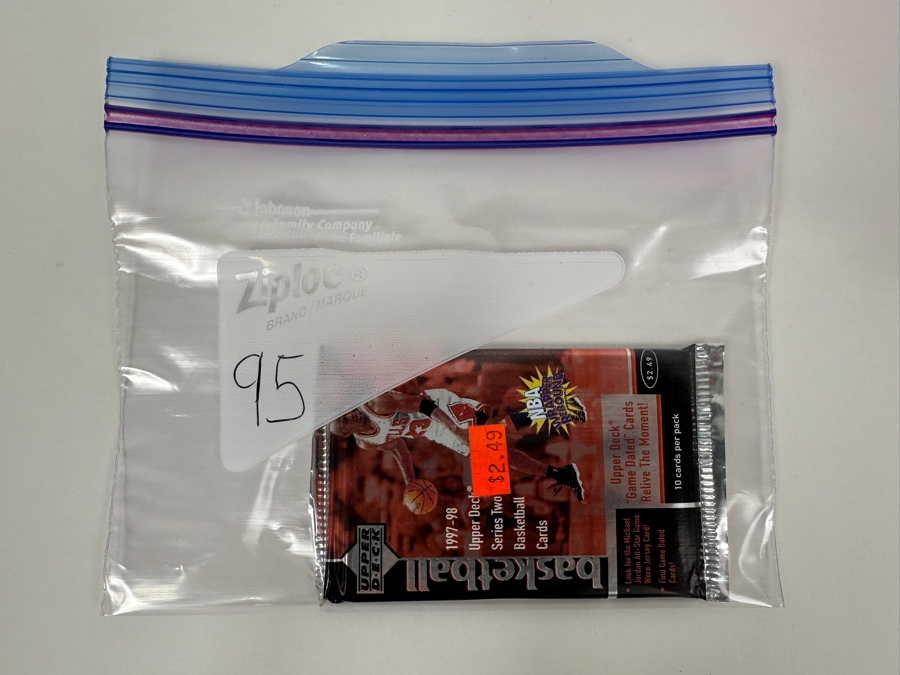 Johnson
A Family Company
Ziploc®
BRAND/MARQUE
95
$2.49
NBA
$2.49
1997-98
Upper Deck®
Series Two
Basketball
Cards
UPPER
DECK
basketball
Upper Deck®
"Game Dated" Cards
Relive The Moment!
10 cards per pack
• Look for the Michael
Jordan All-Star Game
Worn Jersey Card!
• Find Game Dated
Cards!